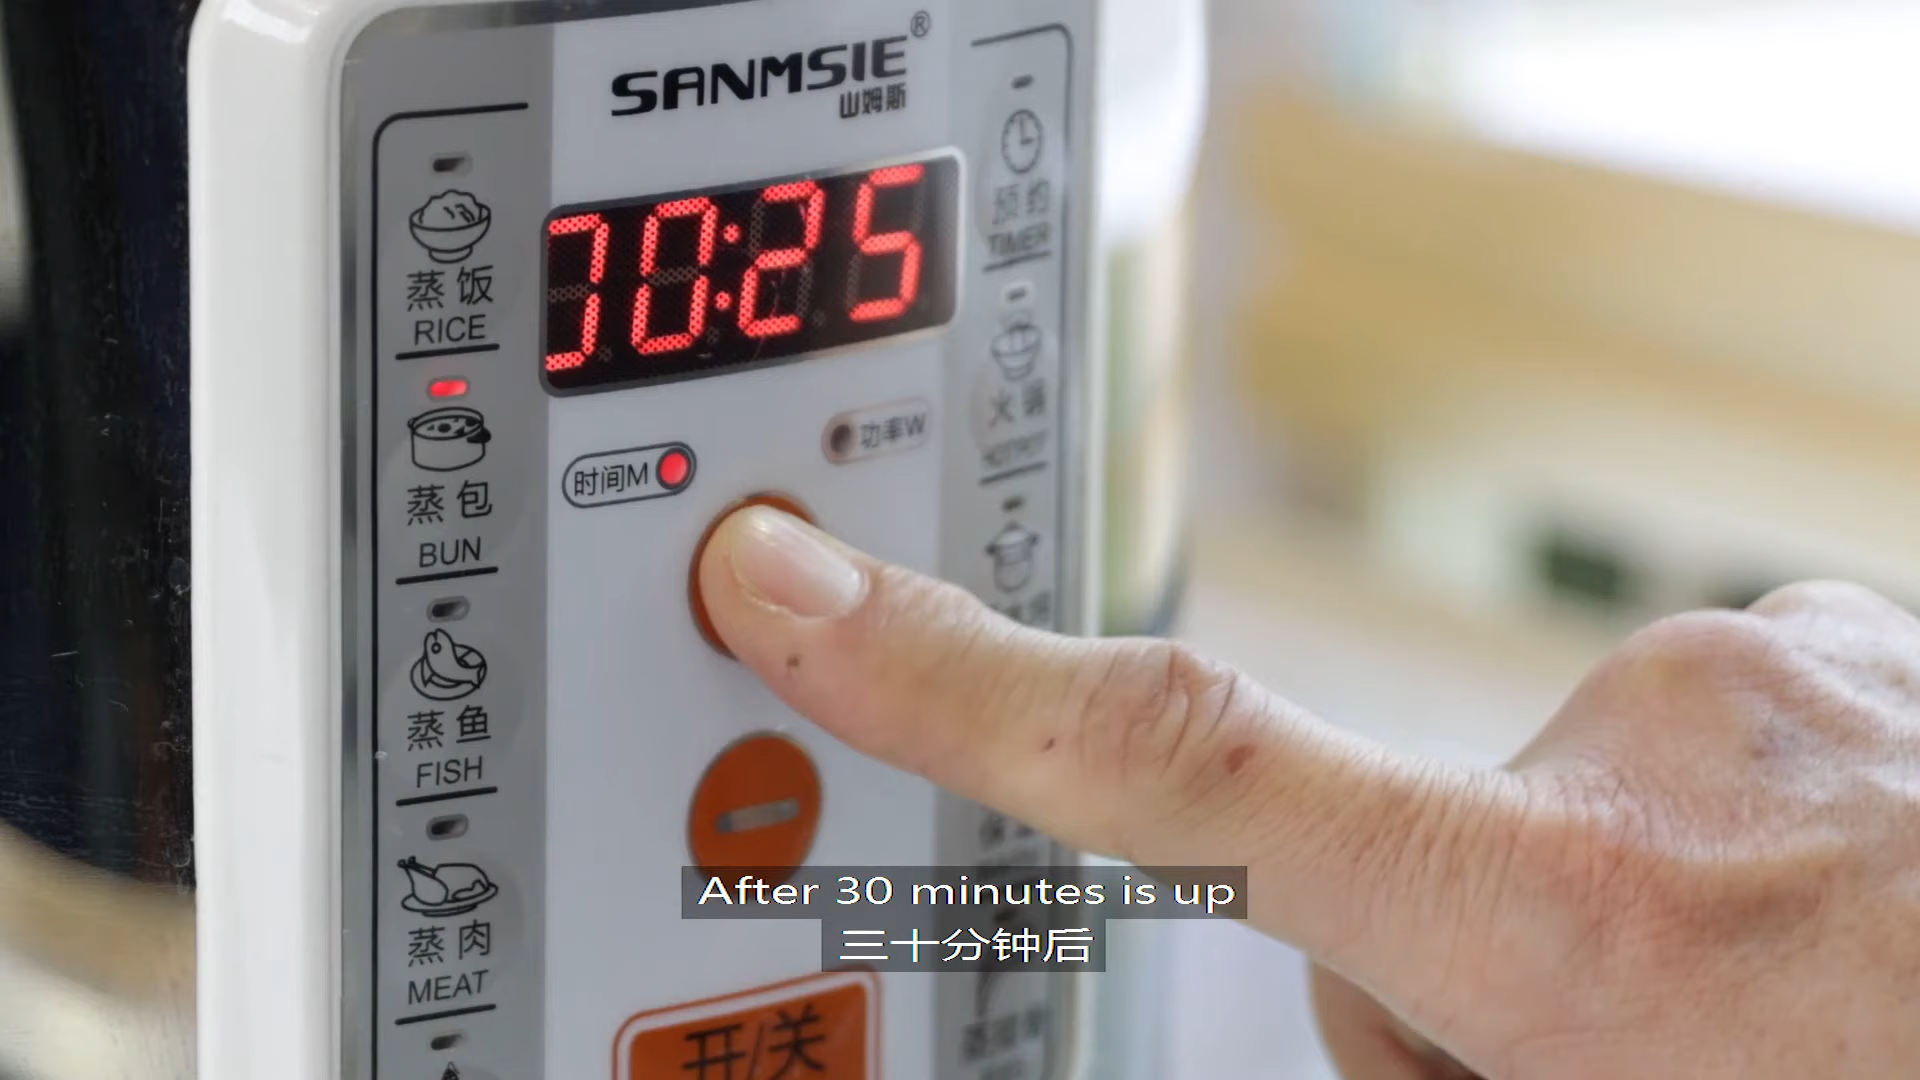 SANMSIE®
山姆斯
00:25
蒸饭
RICE
时间M
功率W
蒸包
BUN
蒸鱼
FISH
蒸肉
MEAT
预约
TIMER
火锅
HOTPOT
After 30 minutes is up
三十分钟后
开/关